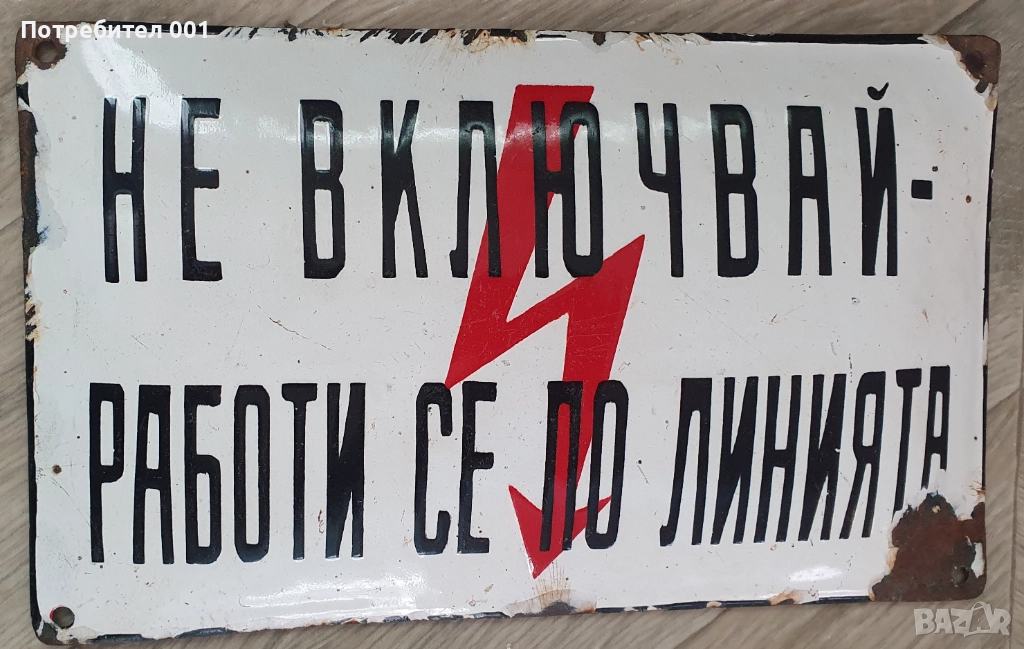 Потребител 001
НЕ ВКЛЮЧВАЙ-
РАБОТИ СЕ ПО ЛИНИЯТА
BAZAR